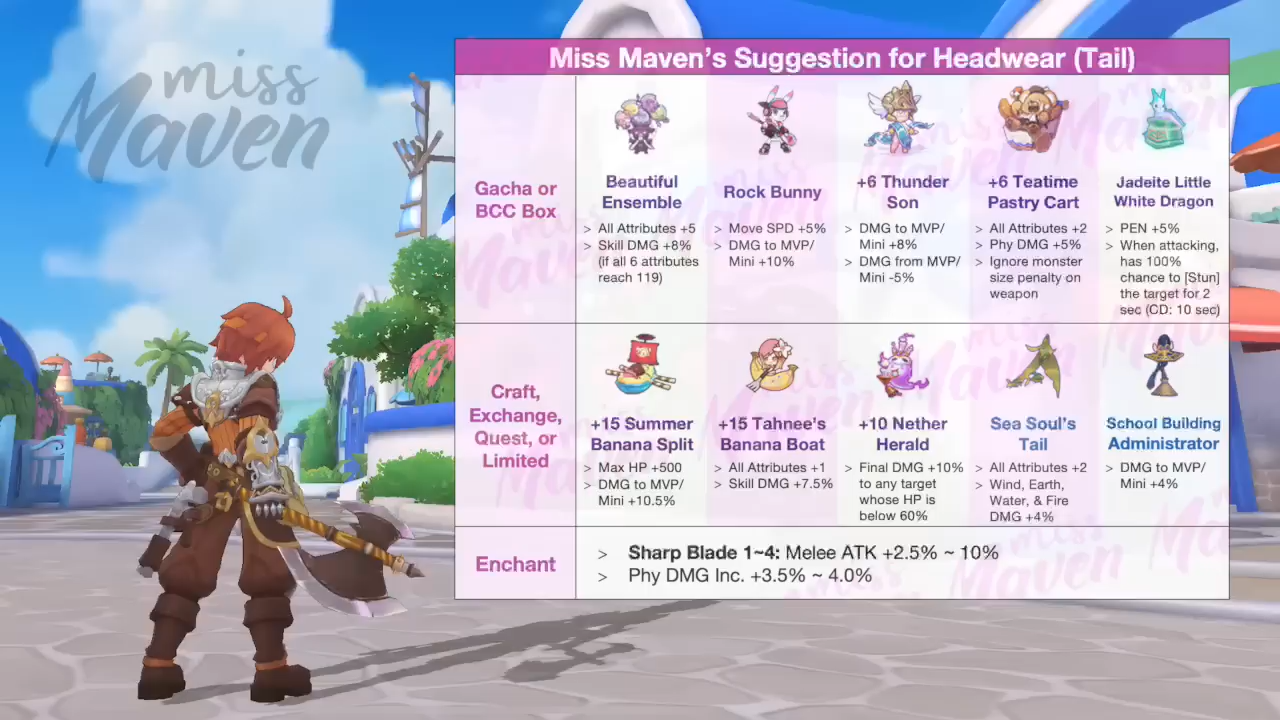 miss
Maven
Miss Maven's Suggestion for Headwear (Tail)
Gacha or
BCC Box
Beautiful
Ensemble
> All Attributes +5
> Skill DMG +8%
(if all 6 attributes
reach 119)
Rock Bunny
> Move SPD +5%
> DMG to MVP/
Mini +10%
+6 Thunder
Son
> DMG to MVP/
Mini +8%
> DMG from MVP/
Mini -5%
+6 Teatime
Pastry Cart
> All Attributes +2
> Phy DMG +5%
> Ignore monster
size penalty on
weapon
Jadeite Little
White Dragon
> PEN +5%
> When attacking,
has 100%
chance to [Stun]
the target for 2
sec (CD: 10 sec)
Craft,
Exchange,
Quest, or
Limited
+15 Summer
Banana Split
> Max HP +500
> DMG to MVP/
Mini +10.5%
+15 Tahnee's
Banana Boat
> All Attributes +1
> Skill DMG +7.5%
+10 Nether
Herald
> Final DMG +10%
to any target
whose HP is
below 60%
Sea Soul's
Tail
> All Attributes +2
> Wind, Earth,
Water, & Fire
DMG +4%
School Building
Administrator
> DMG to MVP/
Mini +4%
Enchant
> Sharp Blade 1~4: Melee ATK +2.5% ~ 10%
> Phy DMG Inc. +3.5% ~ 4.0%